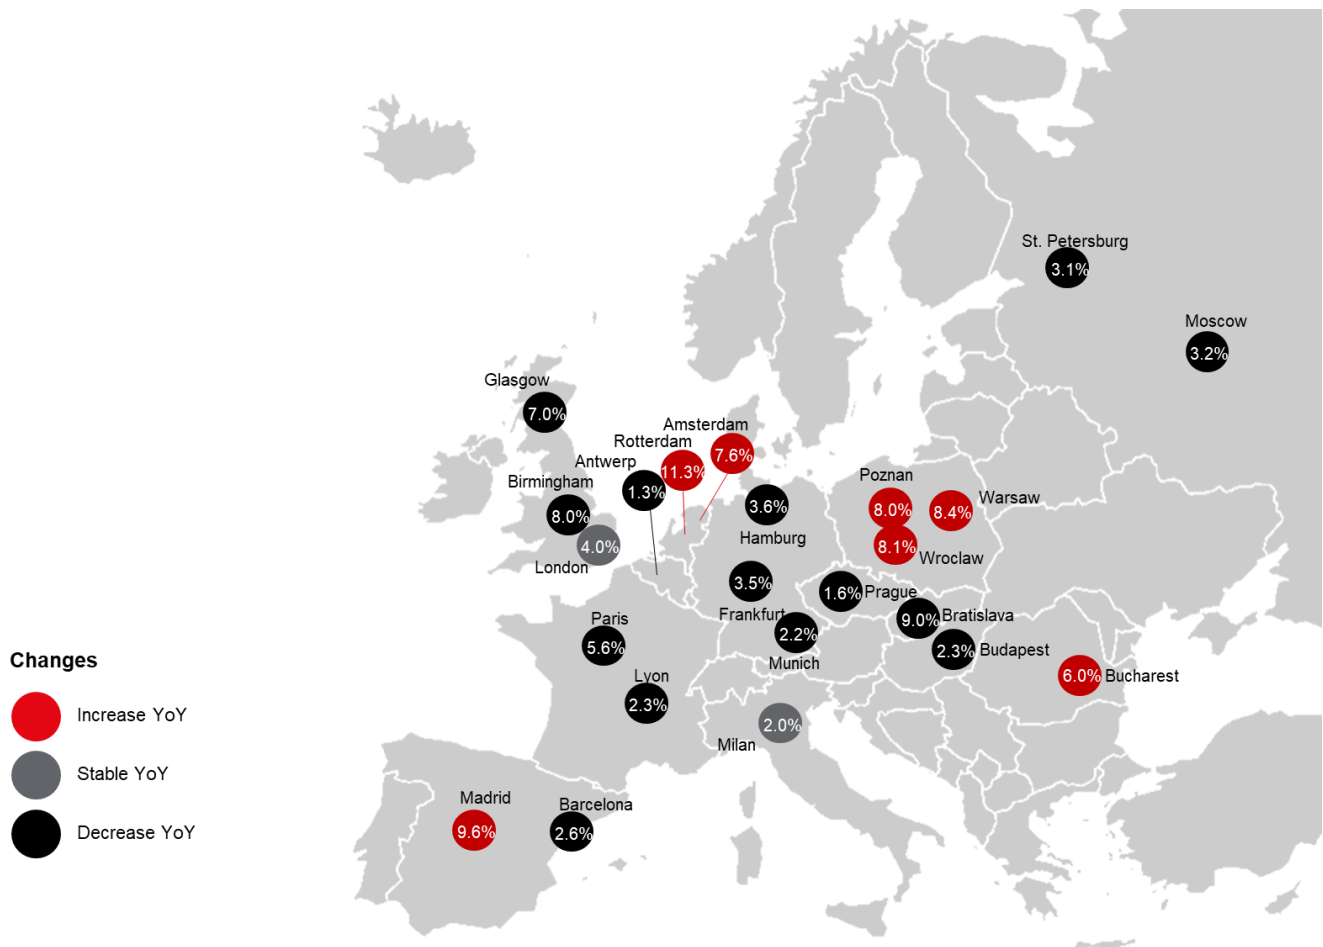 St. Petersburg
3.1%
Moscow
3.2%
Glasgow
7.0%
Amsterdam
7.6%
Rotterdam
11.3%
Antwerp
1.3%
Birmingham
8.0%
London
4.0%
Hamburg
3.6%
Poznan
8.0%
Warsaw
8.4%
Wroclaw
8.1%
Frankfurt
3.5%
Prague
1.6%
Bratislava
9.0%
Munich
2.2%
Budapest
2.3%
Bucharest
6.0%
Paris
5.6%
Lyon
2.3%
Milan
2.0%
Madrid
9.6%
Barcelona
2.6%
Changes
Increase YoY
Stable YoY
Decrease YoY